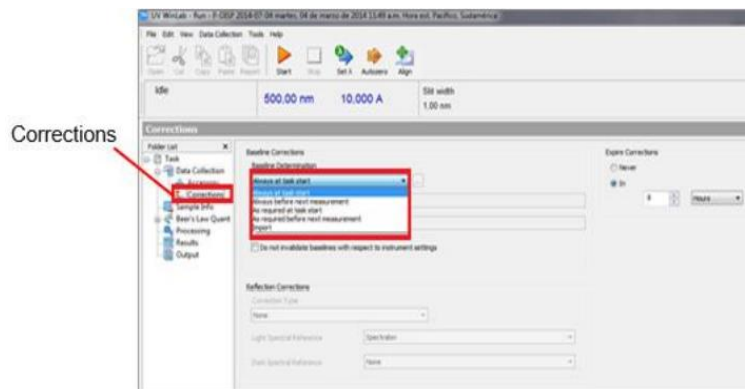 UV WinLab - Run - F-DISP 2014-07-04 martes, 04 de marzo de 2014 11:49 a.m. Hora est. Pacífico, Sudamérica
File Edit View Data Collection Tools Help
Open Cut Copy Paste Report Start Stop Set λ Autozero Align
Idle
500.00 nm 10.000 A
Slit width
1.00 nm
Corrections
Corrections
Folder List X
Task
Data Collection
Accessory
Corrections
Sample Info
Beer's Law Quant
Processing
Results
Output
Baseline Corrections
Baseline Determination
Always at task start
Always at task start
Always before next measurement
As required at task start
As required before next measurement
Import
Do not invalidate baselines with respect to instrument settings
Expire Corrections
Never
In
8 Hours
Reflection Corrections
Correction Type
None
Light Spectral Reference Spectralon
Dark Spectral Reference None